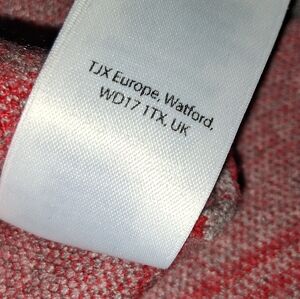 TJX Europe, Watford,
WD17 1TX, UK